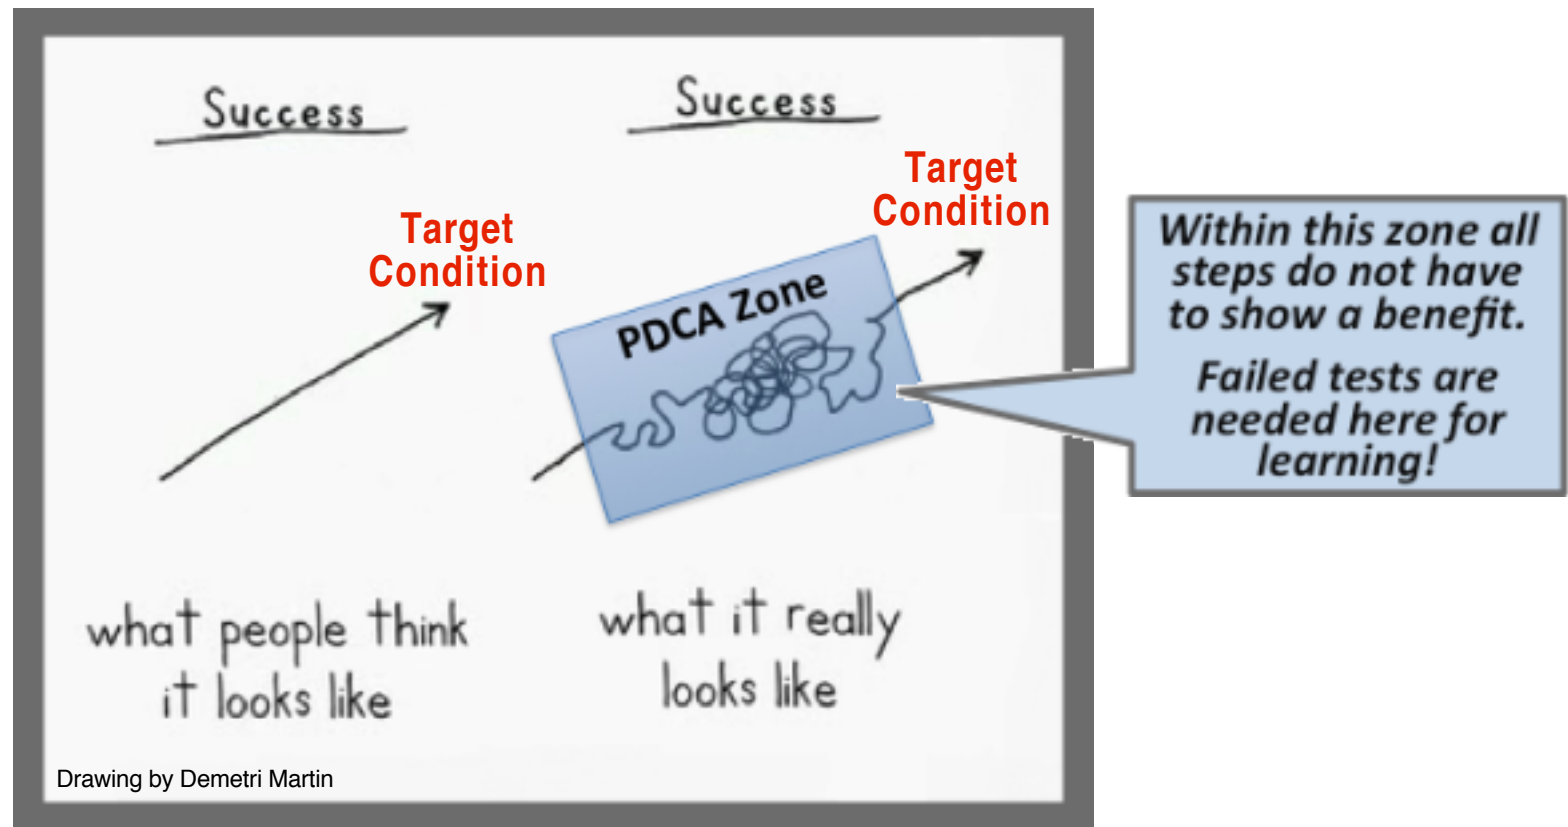 Success
Target
Condition
what people think
it looks like
Success
Target
Condition
PDCA Zone
what it really
looks like
Within this zone all
steps do not have
to show a benefit.
Failed tests are
needed here for
learning!
Drawing by Demetri Martin